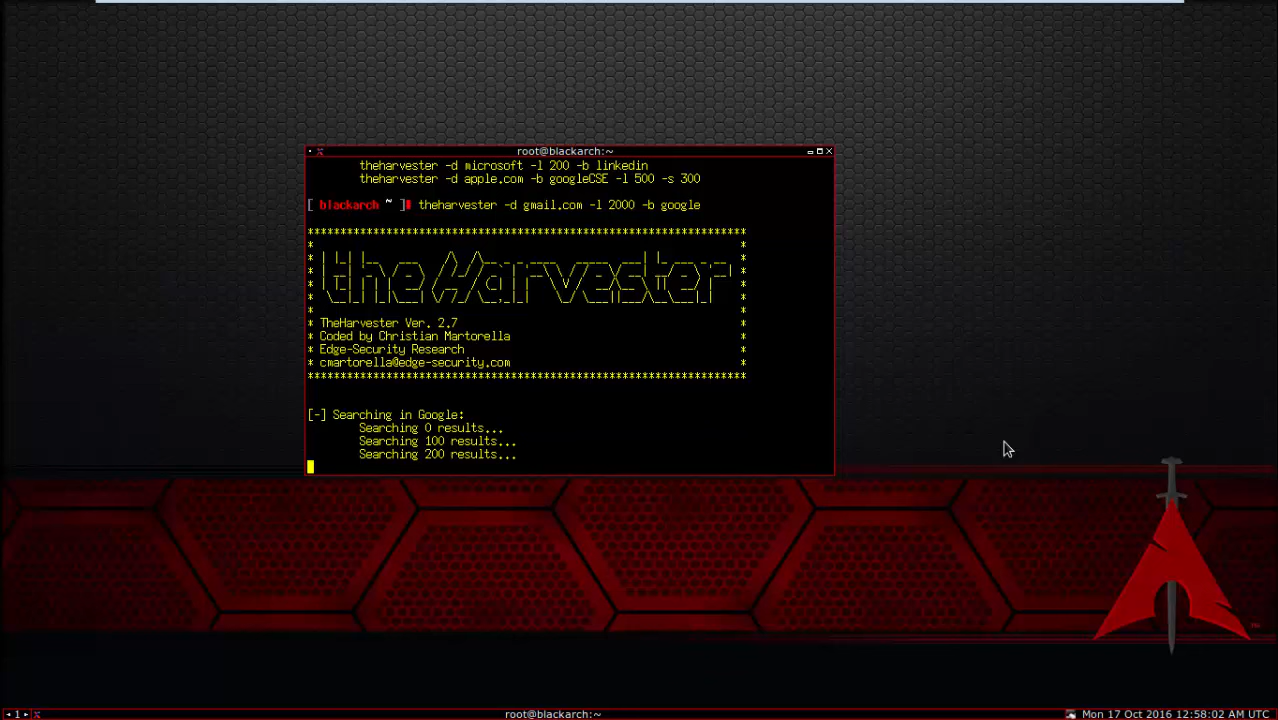 root@blackarch:~
theharvester -d microsoft -l 200 -b linkedin
theharvester -d apple.com -b googleCSE -l 500 -s 300
[ blackarch ~ ] theharvester -d gmail.com -l 2000 -b google
*******************************************************************
*                                                                 *
* theHarvester *
*                                                                 *
* TheHarvester Ver. 2.7 *
* Coded by Christian Martorella *
* Edge-Security Research *
* cmartorella@edge-security.com *
*******************************************************************
[-] Searching in Google:
Searching 0 results...
Searching 100 results...
Searching 200 results...
1
root@blackarch:~
Mon 17 Oct 2016 12:58:02 AM UTC